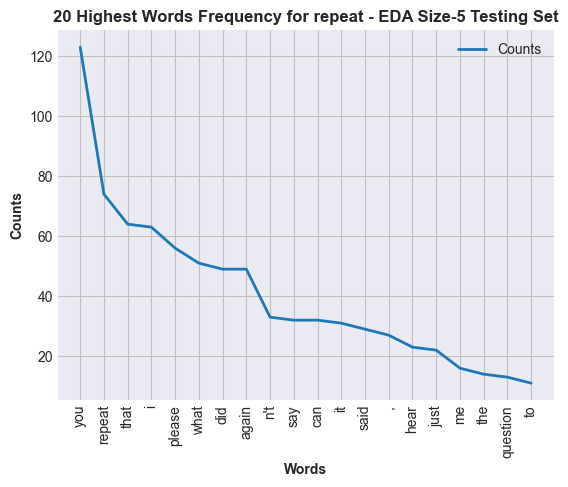 20 Highest Words Frequency for repeat - EDA Size-5 Testing Set
Counts
120
100
80
60
40
20
Counts
you
repeat
that
i
please
what
did
again
n't
say
can
it
said
,
hear
just
me
the
question
to
Words